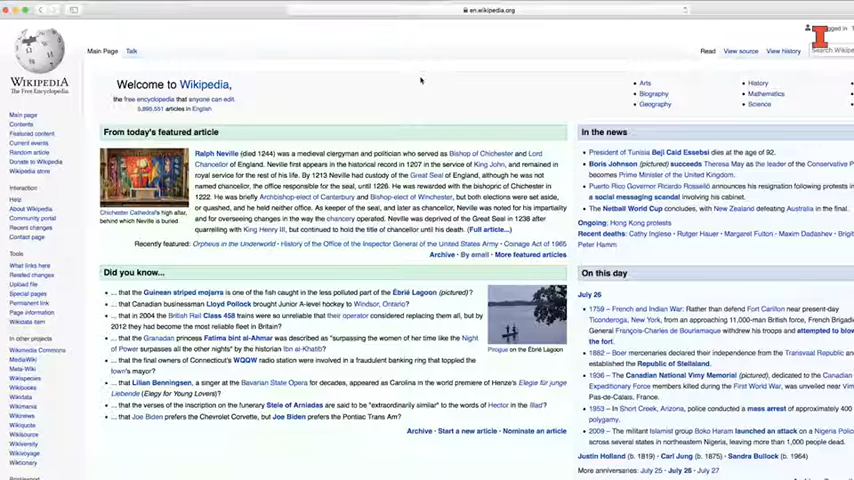 en.wikipedia.org
Main Page Talk
Read View source View history
WIKIPEDIA
The Free Encyclopedia
Welcome to Wikipedia,
the free encyclopedia that anyone can edit.
5,895,551 articles in English
Arts
Biography
Geography
History
Mathematics
Science
Main page
Contents
Featured content
Current events
Random article
Donate to Wikipedia
Wikipedia store
Interaction
Help
About Wikipedia
Community portal
Recent changes
Contact page
Tools
What links here
Related changes
Upload file
Special pages
Permanent link
Page information
Wikidata item
In other projects
Wikimedia Commons
MediaWiki
Meta-Wiki
Wikispecies
Wikibooks
Wikidata
Wikimania
Wikinews
Wikiquote
Wikisource
Wikiversity
Wikivoyage
Wiktionary
From today's featured article
Ralph Neville (died 1244) was a medieval clergyman and politician who served as Bishop of Chichester and Lord
Chancellor of England. Neville first appears in the historical record in 1207 in the service of King John, and remained in
royal service for the rest of his life. By 1213 Neville had custody of the Great Seal of England, although he was not
named chancellor, the office responsible for the seal, until 1226. He was rewarded with the bishopric of Chichester in
1222. He was briefly Archbishop-elect of Canterbury and Bishop-elect of Winchester, but both elections were set aside,
or quashed, and he held neither office. As keeper of the seal, and later as chancellor, Neville was noted for his impartiality
and for overseeing changes in the way the chancery operated. Neville was deprived of the Great Seal in 1238 after
quarrelling with King Henry III, but continued to hold the title of chancellor until his death. (Full article...)
Chichester Cathedral's high altar,
behind which Neville is buried
Recently featured: Orpheus in the Underworld · History of the Office of the Inspector General of the United States Army · Coinage Act of 1965
Archive · By email · More featured articles
Did you know...
... that the Guinean striped mojarra is one of the fish caught in the less polluted part of the Ébrié Lagoon (pictured)?
... that Canadian businessman Lloyd Pollock brought Junior A-level hockey to Windsor, Ontario?
... that in 2004 the British Rail Class 458 trains were so unreliable that their operator considered replacing them all, but by
2012 they had become the most reliable fleet in Britain?
... that the Granadan princess Fatima bint al-Ahmar was described as "surpassing the women of her time like the Night
of Power surpasses all the other nights" by the historian Ibn al-Khatib?
... that the final owners of Connecticut's WQQW radio station were involved in a fraudulent banking ring that toppled the
town's mayor?
... that Lilian Benningsen, a singer at the Bavarian State Opera for decades, appeared as Carolina in the world premiere of Henze's Elegie für junge
Liebende (Elegy for Young Lovers)?
... that the verses of the inscription on the funerary Stele of Arniadas are said to be "extraordinarily similar" to the words of Hector in the Iliad?
... that Joe Biden prefers the Chevrolet Corvette, but Joe Biden prefers the Pontiac Trans Am?
Pirogue on the Ébrié Lagoon
Archive · Start a new article · Nominate an article
In the news
President of Tunisia Beji Caid Essebsi dies at the age of 92.
Boris Johnson (pictured) succeeds Theresa May as the leader of the Conservative P
becomes Prime Minister of the United Kingdom.
Puerto Rico Governor Ricardo Rosselló announces his resignation following protests in
a social messaging scandal involving his cabinet.
The Netball World Cup concludes, with New Zealand defeating Australia in the final.
Ongoing: Hong Kong protests
Recent deaths: Cathy Inglese · Rutger Hauer · Margaret Fulton · Maxim Dadashev ·
Peter Hamm
On this day
July 26
1759 – French and Indian War: Rather than defend Fort Carillon near present-day
Ticonderoga, New York, from an approaching 11,000-man British force, French Brigadi
General François-Charles de Bourlamaque withdrew his troops and attempted to blow
the fort.
1882 – Boer mercenaries declared their independence from the Transvaal Republic and
established the Republic of Stellaland.
1936 – The Canadian National Vimy Memorial (pictured), dedicated to the Canadian
Expeditionary Force members killed during the First World War, was unveiled near Vim
Pas-de-Calais, France.
1953 – In Short Creek, Arizona, police conducted a mass arrest of approximately 400
polygamy.
2009 – The militant Islamist group Boko Haram launched an attack on a Nigeria Polic
across several states in northeastern Nigeria, leaving more than 1,000 people dead.
Justin Holland (b. 1819) · Carl Jung (b. 1875) · Sandra Bullock (b. 1964)
More anniversaries: July 25 · July 26 · July 27